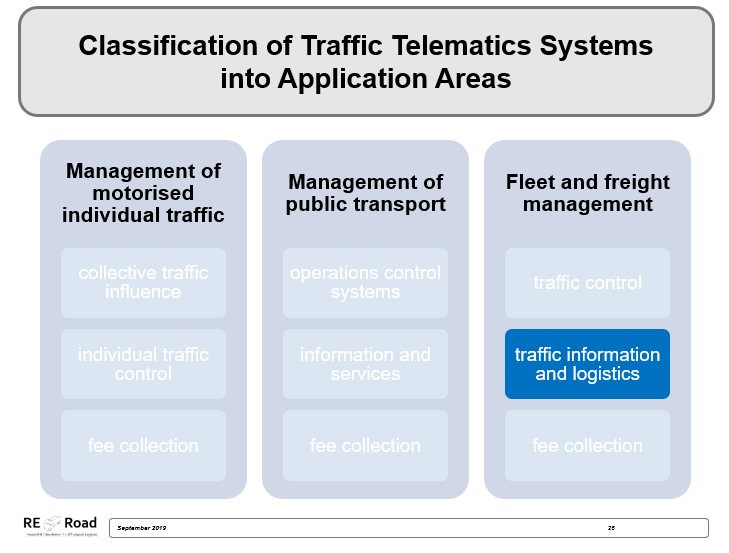 Classification of Traffic Telematics Systems
into Application Areas
Management of
motorised
individual traffic
collective traffic
influence
individual traffic
control
fee collection
Management of
public transport
operations control
systems
information and
services
fee collection
Fleet and freight
management
traffic control
traffic information
and logistics
fee collection
RE Road
September 2019
26